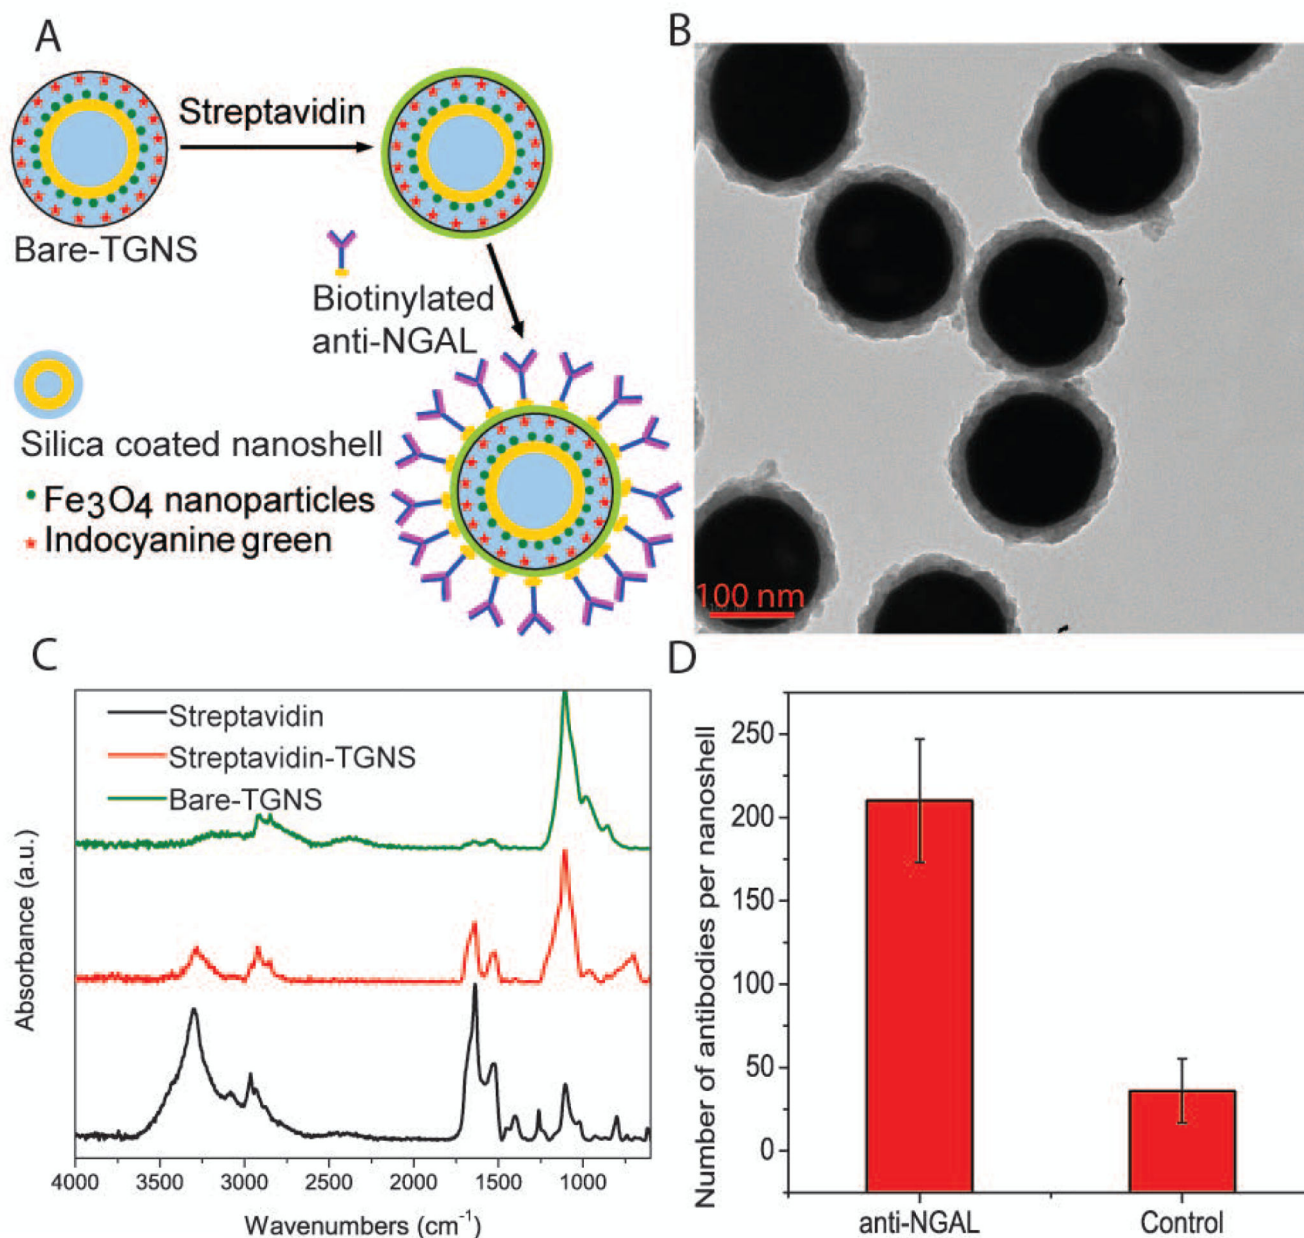 A
Streptavidin
Bare-TGNS
Biotinylated
anti-NGAL
Silica coated nanoshell
Fe3O4 nanoparticles
Indocyanine green
B
100 nm
C
Streptavidin
Streptavidin-TGNS
Bare-TGNS
Absorbance (a.u.)
4000 3500 3000 2500 2000 1500 1000
Wavenumbers (cm⁻¹)
D
Number of antibodies per nanoshell
250
200
150
100
50
0
anti-NGAL Control